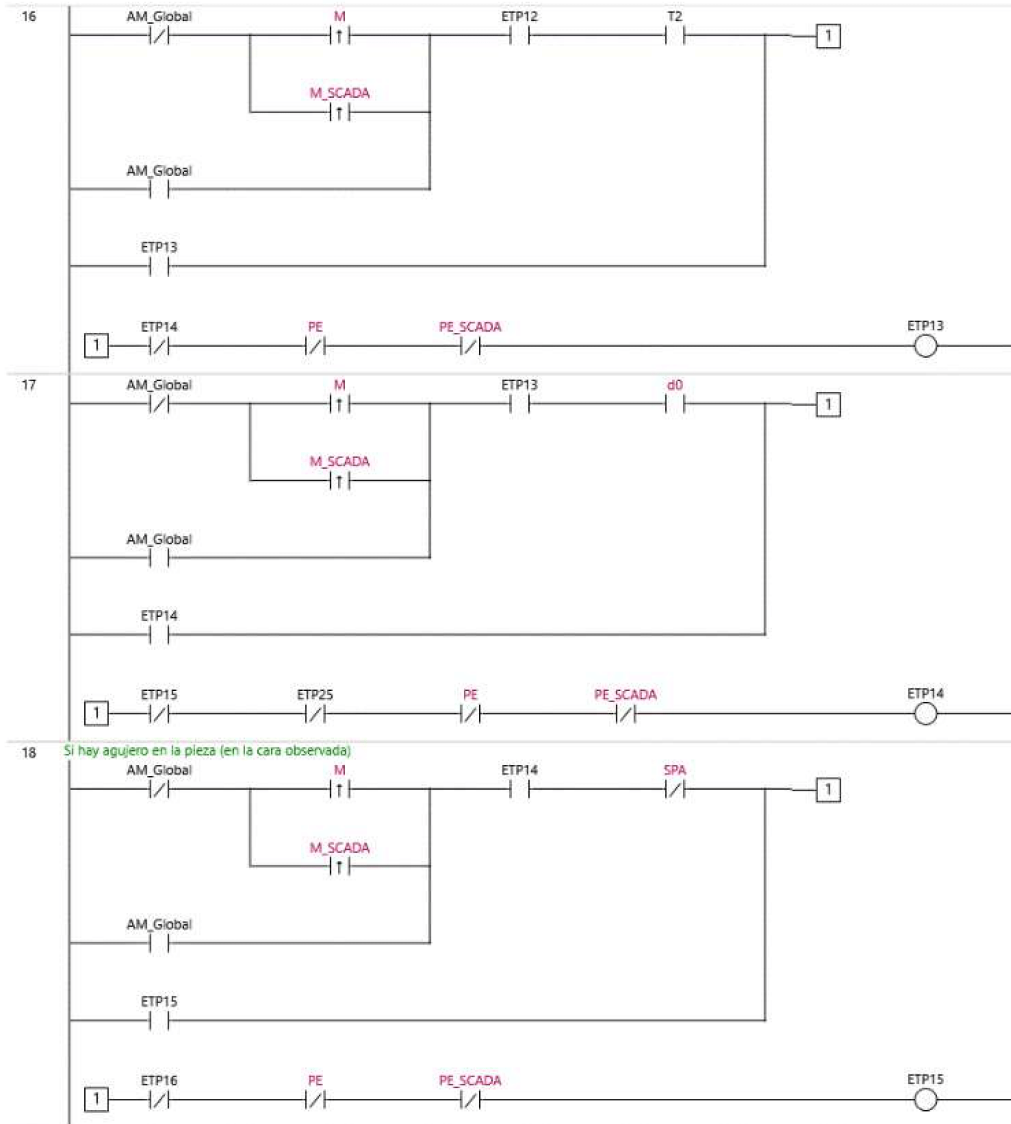 16 AM_Global M ETP12 T2
1
M_SCADA
AM_Global
ETP13
1 ETP14 PE PE_SCADA ETP13
17 AM_Global M ETP13 d0
1
M_SCADA
AM_Global
ETP14
1 ETP15 ETP25 PE PE_SCADA ETP14
18 Si hay agujero en la pieza (en la cara observada)
AM_Global M ETP14 SPA
1
M_SCADA
AM_Global
ETP15
1 ETP16 PE PE_SCADA ETP15